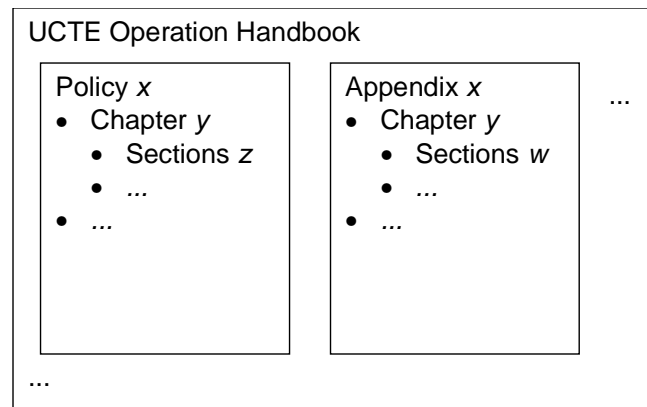 UCTE Operation Handbook
Policy x
• Chapter y
• Sections z
• ...
• ...
Appendix x
• Chapter y
• Sections w
• ...
• ...
...
...